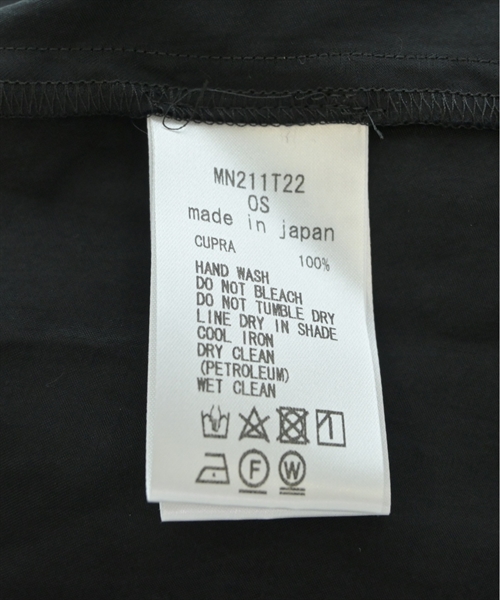 MN211T22
OS
made in japan
CUPRA 100%
HAND WASH
DO NOT BLEACH
DO NOT TUMBLE DRY
LINE DRY IN SHADE
COOL IRON
DRY CLEAN
(PETROLEUM)
WET CLEAN
F W